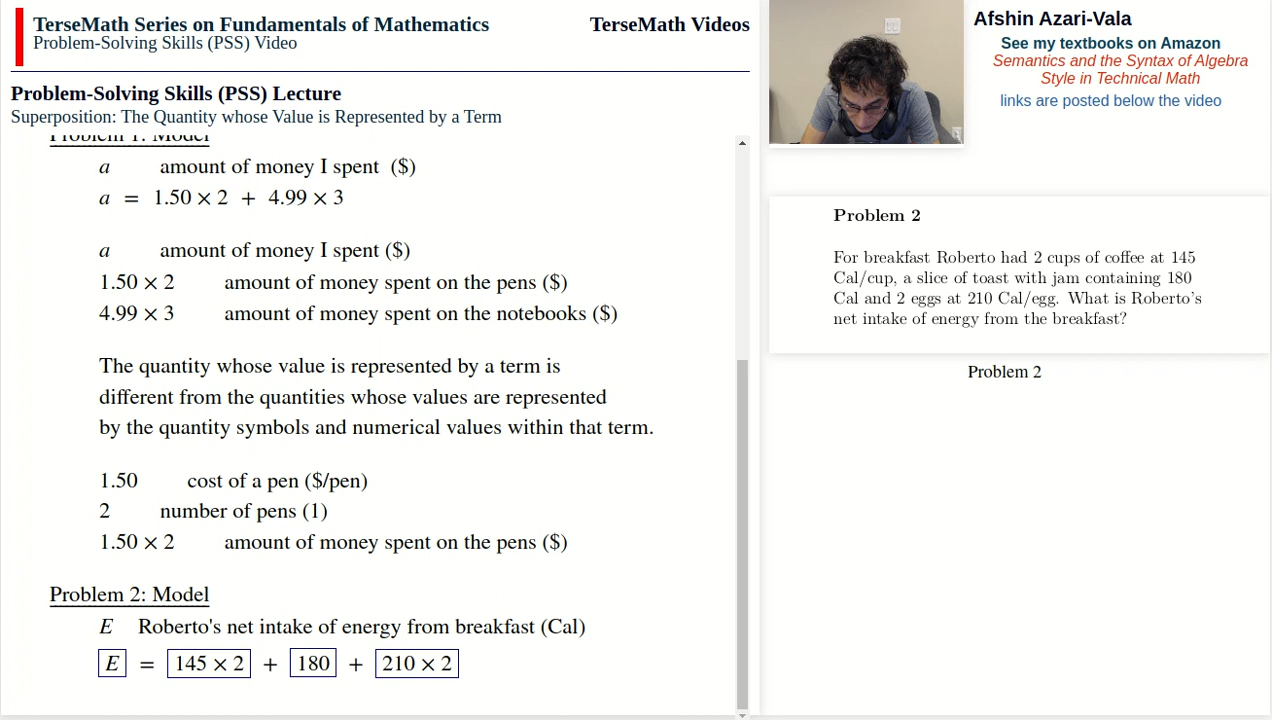 TerseMath Series on Fundamentals of Mathematics
Problem-Solving Skills (PSS) Video
TerseMath Videos
Problem-Solving Skills (PSS) Lecture
Superposition: The Quantity whose Value is Represented by a Term
Problem 1: Model
a amount of money I spent ($)
a = 1.50 × 2 + 4.99 × 3
a amount of money I spent ($)
1.50 × 2 amount of money spent on the pens ($)
4.99 × 3 amount of money spent on the notebooks ($)
The quantity whose value is represented by a term is
different from the quantities whose values are represented
by the quantity symbols and numerical values within that term.
1.50 cost of a pen ($/pen)
2 number of pens (1)
1.50 × 2 amount of money spent on the pens ($)
Problem 2: Model
E Roberto's net intake of energy from breakfast (Cal)
E = 145 × 2 + 180 + 210 × 2
Afshin Azari-Vala
See my textbooks on Amazon
Semantics and the Syntax of Algebra
Style in Technical Math
links are posted below the video
Problem 2
For breakfast Roberto had 2 cups of coffee at 145
Cal/cup, a slice of toast with jam containing 180
Cal and 2 eggs at 210 Cal/egg. What is Roberto's
net intake of energy from the breakfast?
Problem 2